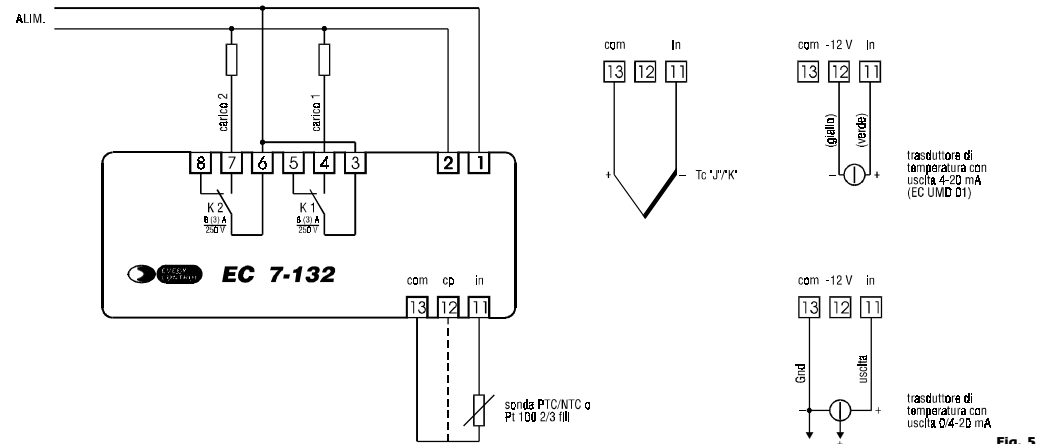 ALIM.
com In
com -12 V In
13 12 11
13 12 11
carico 2
carico 1
(giallo)
(verde)
8 7 6 5 4 3 2 1
trasduttore di
temperatura con
uscita 4-20 mA
(EC UMD 01)
+ − Tc "J"/"K"
− +
K 2
8 (3) A
250 V
K 1
8 (3) A
250 V
EVERY
CONTROL
EC 7-132
com cp in
13 12 11
com -12 V in
13 12 11
Gnd
uscita
sonda PTC/NTC o
Pt 100 2/3 fili
trasduttore di
temperatura con
uscita 0/4-20 mA
− +
+
Fig. 5